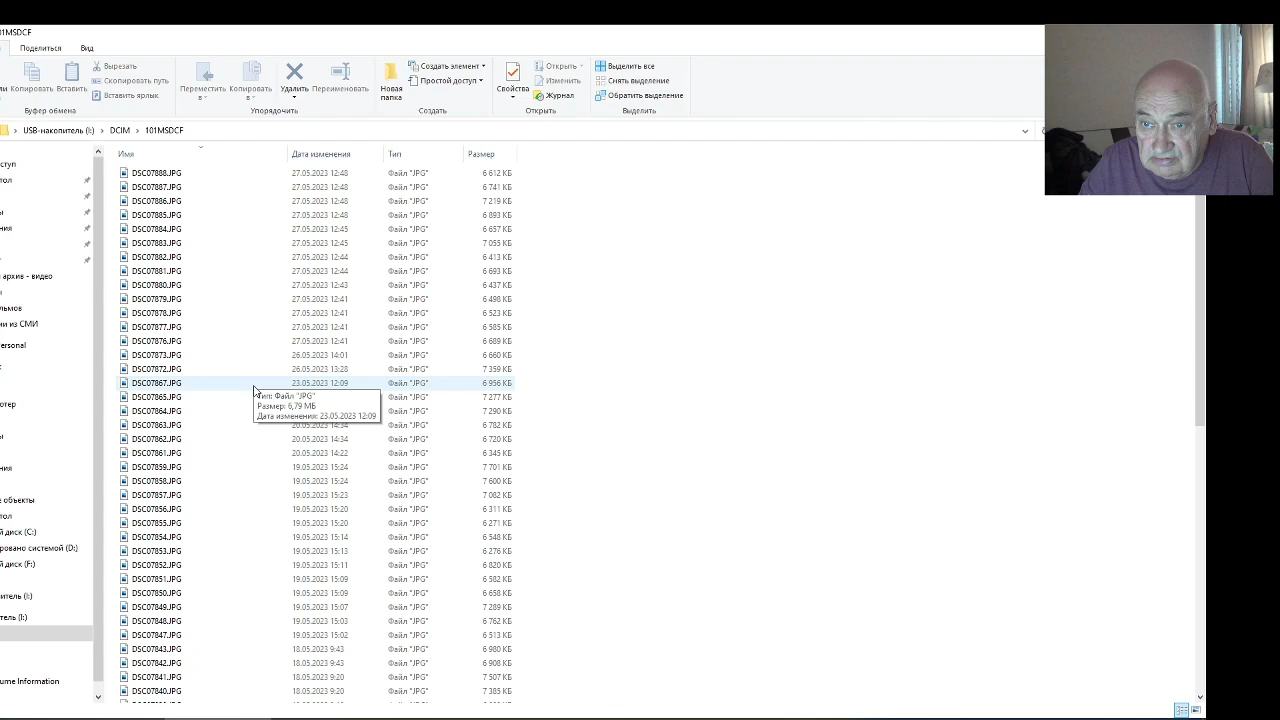 01MSDCF
Поделиться Вид
Копировать Вставить
Вырезать
Скопировать путь
Вставить ярлык
Буфер обмена
Переместить в
Копировать в
Удалить
Переименовать
Упорядочить
Новая папка
Создать элемент
Простой доступ
Создать
Свойства
Открыть
Изменить
Журнал
Открыть
Выделить все
Снять выделение
Обратить выделение
Выделить
USB-накопитель (I:) > DCIM > 101MSDCF
Имя Дата изменения Тип Размер
ступ
тол
ы
ния
архив - видео
ы
льмов
ии из СМИ
ersonal
отер
ы
ния
е объекты
тол
й диск (C:)
ровано системой (D:)
й диск (F:)
итель (I:)
тель (I:)
ume Information
DSC07888.JPG 27.05.2023 12:48 Файл "JPG" 6 612 КБ
DSC07887.JPG 27.05.2023 12:48 Файл "JPG" 6 741 КБ
DSC07886.JPG 27.05.2023 12:48 Файл "JPG" 7 219 КБ
DSC07885.JPG 27.05.2023 12:48 Файл "JPG" 6 893 КБ
DSC07884.JPG 27.05.2023 12:45 Файл "JPG" 6 657 КБ
DSC07883.JPG 27.05.2023 12:45 Файл "JPG" 7 055 КБ
DSC07882.JPG 27.05.2023 12:44 Файл "JPG" 6 413 КБ
DSC07881.JPG 27.05.2023 12:44 Файл "JPG" 6 693 КБ
DSC07880.JPG 27.05.2023 12:43 Файл "JPG" 6 437 КБ
DSC07879.JPG 27.05.2023 12:41 Файл "JPG" 6 498 КБ
DSC07878.JPG 27.05.2023 12:41 Файл "JPG" 6 523 КБ
DSC07877.JPG 27.05.2023 12:41 Файл "JPG" 6 585 КБ
DSC07876.JPG 27.05.2023 12:41 Файл "JPG" 6 689 КБ
DSC07873.JPG 26.05.2023 14:01 Файл "JPG" 6 660 КБ
DSC07872.JPG 26.05.2023 13:28 Файл "JPG" 7 359 КБ
DSC07867.JPG 23.05.2023 12:09 Файл "JPG" 6 956 КБ
DSC07865.JPG Файл "JPG" 7 277 КБ
DSC07864.JPG Файл "JPG" 7 290 КБ
Тип: Файл "JPG"
Размер: 6,79 МБ
Дата изменения: 23.05.2023 12:09
DSC07863.JPG 20.05.2023 14:34 Файл "JPG" 6 782 КБ
DSC07862.JPG 20.05.2023 14:34 Файл "JPG" 6 720 КБ
DSC07861.JPG 20.05.2023 14:22 Файл "JPG" 6 345 КБ
DSC07859.JPG 19.05.2023 15:24 Файл "JPG" 7 701 КБ
DSC07858.JPG 19.05.2023 15:24 Файл "JPG" 7 600 КБ
DSC07857.JPG 19.05.2023 15:23 Файл "JPG" 7 082 КБ
DSC07856.JPG 19.05.2023 15:20 Файл "JPG" 6 311 КБ
DSC07855.JPG 19.05.2023 15:20 Файл "JPG" 6 271 КБ
DSC07854.JPG 19.05.2023 15:14 Файл "JPG" 6 548 КБ
DSC07853.JPG 19.05.2023 15:13 Файл "JPG" 6 276 КБ
DSC07852.JPG 19.05.2023 15:11 Файл "JPG" 6 820 КБ
DSC07851.JPG 19.05.2023 15:09 Файл "JPG" 6 582 КБ
DSC07850.JPG 19.05.2023 15:09 Файл "JPG" 6 658 КБ
DSC07849.JPG 19.05.2023 15:07 Файл "JPG" 7 289 КБ
DSC07848.JPG 19.05.2023 15:03 Файл "JPG" 6 762 КБ
DSC07847.JPG 19.05.2023 15:02 Файл "JPG" 6 513 КБ
DSC07843.JPG 18.05.2023 9:43 Файл "JPG" 6 980 КБ
DSC07842.JPG 18.05.2023 9:43 Файл "JPG" 6 908 КБ
DSC07841.JPG 18.05.2023 9:20 Файл "JPG" 7 507 КБ
DSC07840.JPG 18.05.2023 9:20 Файл "JPG" 7 385 КБ